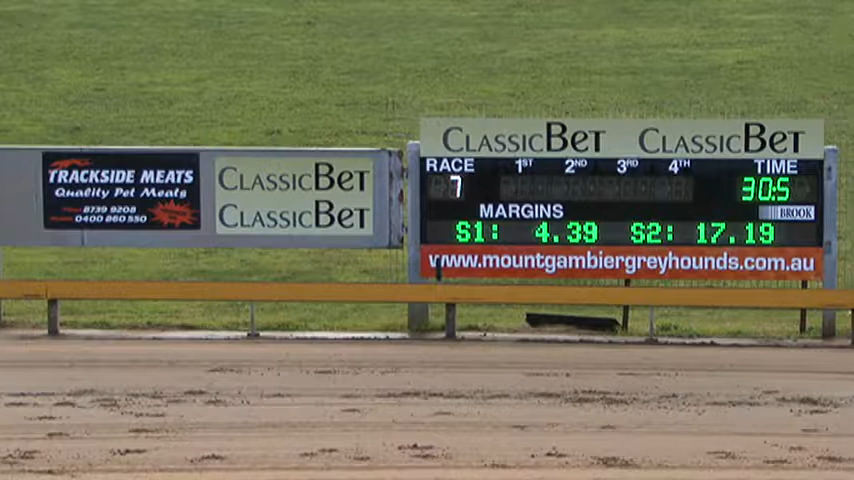 TRACKSIDE MEATS
Quality Pet Meats
8739 9208
0400 860 550
CLASSICBET
CLASSICBET
CLASSICBET CLASSICBET
RACE 1ST 2ND 3RD 4TH TIME
7 30:5
MARGINS BROOK
S1: 4.39 S2: 17.19
www.mountgambiergreyhounds.com.au